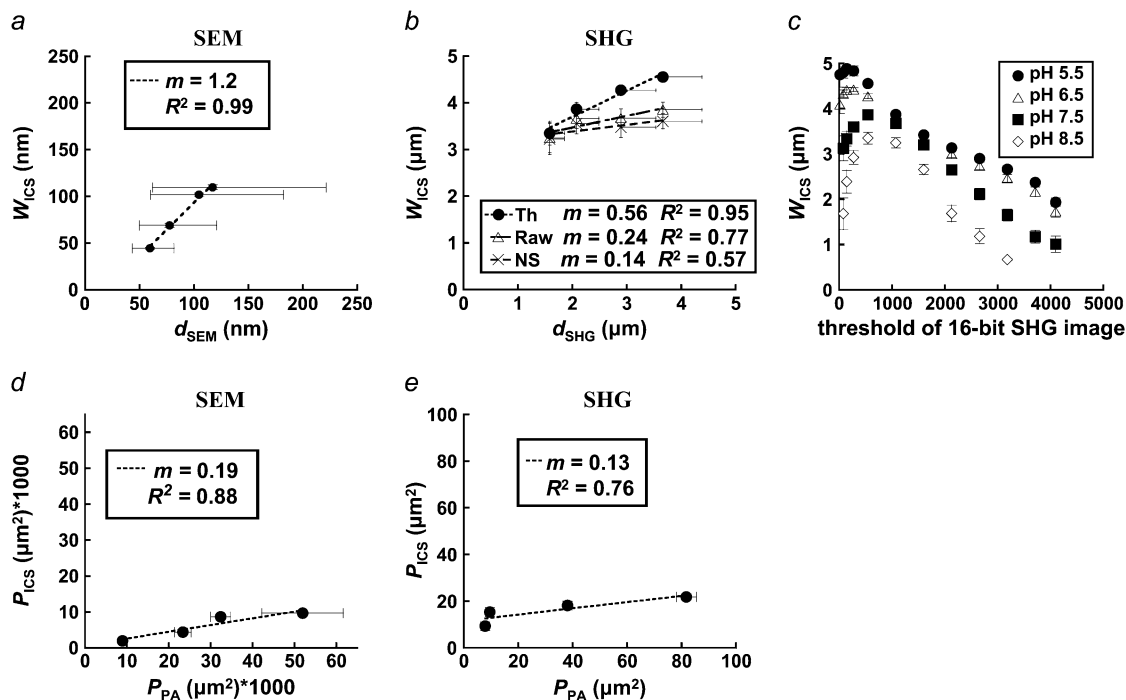 a
SEM
250
200
150
100
50
0
W_ICS (nm)
m = 1.2
R² = 0.99
0 50 100 150 200 250
d_SEM (nm)
b
SHG
5
4
3
2
1
0
W_ICS (µm)
Th m = 0.56 R² = 0.95
Raw m = 0.24 R² = 0.77
NS m = 0.14 R² = 0.57
0 1 2 3 4 5
d_SHG (µm)
c
5
4
3
2
1
0
W_ICS (µm)
pH 5.5
pH 6.5
pH 7.5
pH 8.5
0 1000 2000 3000 4000 5000
threshold of 16-bit SHG image
d
SEM
60
50
40
30
20
10
0
P_ICS (µm²)*1000
m = 0.19
R² = 0.88
0 10 20 30 40 50 60
P_PA (µm²)*1000
e
SHG
100
80
60
40
20
0
P_ICS (µm²)
m = 0.13
R² = 0.76
0 20 40 60 80 100
P_PA (µm²)